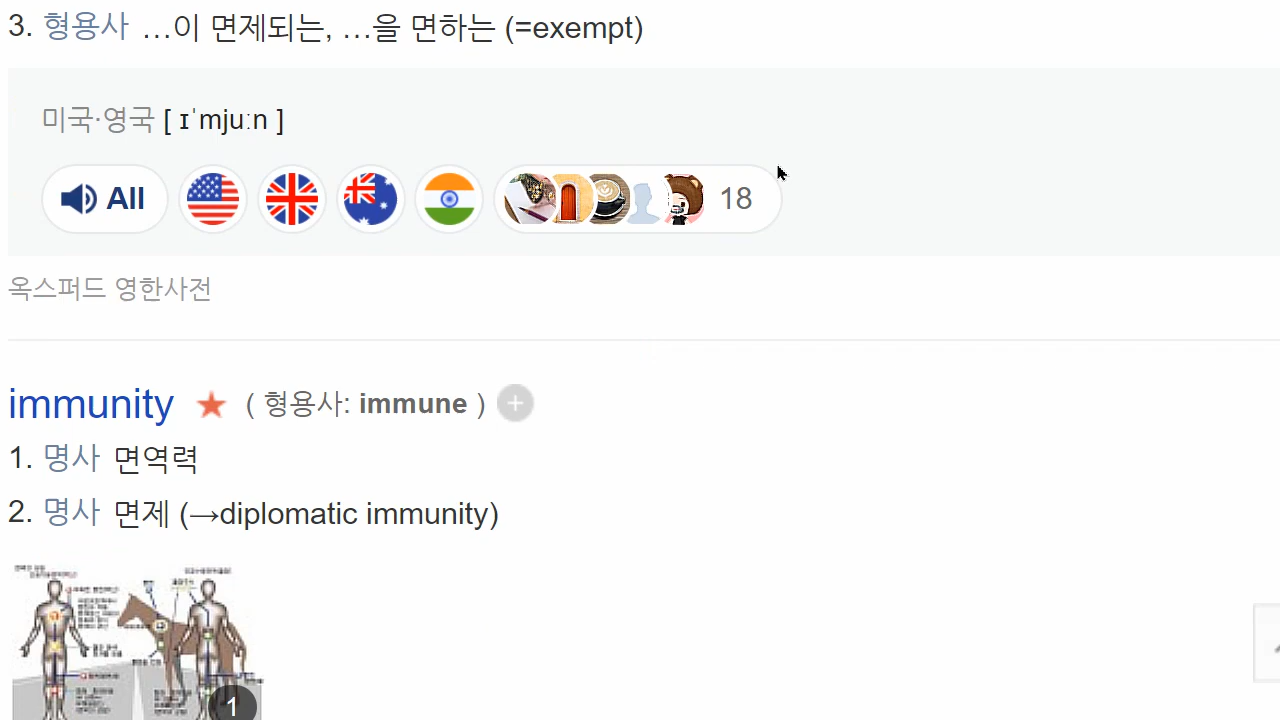 3. 형용사 …이 면제되는, …을 면하는 (=exempt)
미국·영국 [ ɪˈmjuːn ]
All 18
옥스퍼드 영한사전
immunity ( 형용사: immune )
1. 명사 면역력
2. 명사 면제 (→diplomatic immunity)
1